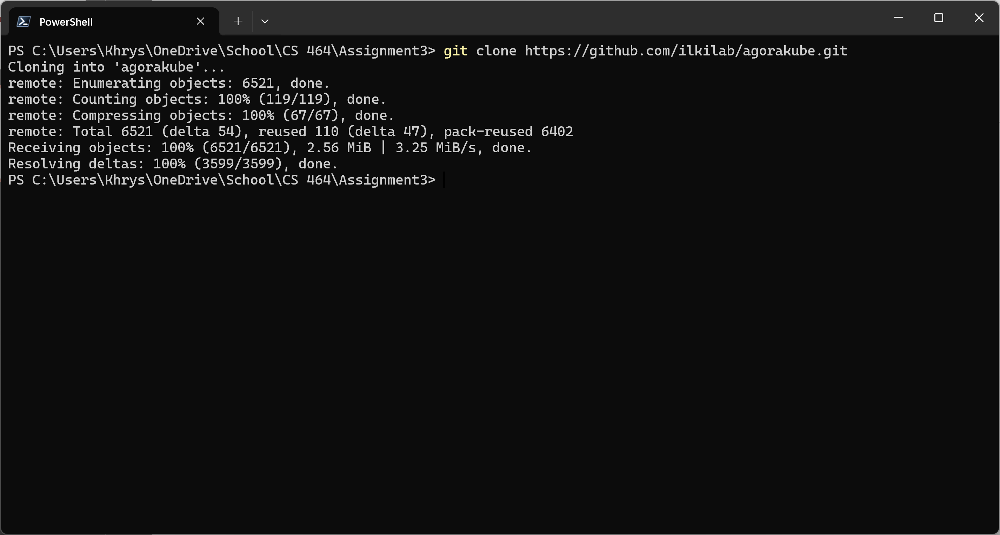 PowerShell
PS C:\Users\Khrys\OneDrive\School\CS 464\Assignment3> git clone https://github.com/ilkilab/agorakube.git
Cloning into 'agorakube'...
remote: Enumerating objects: 6521, done.
remote: Counting objects: 100% (119/119), done.
remote: Compressing objects: 100% (67/67), done.
remote: Total 6521 (delta 54), reused 110 (delta 47), pack-reused 6402
Receiving objects: 100% (6521/6521), 2.56 MiB | 3.25 MiB/s, done.
Resolving deltas: 100% (3599/3599), done.
PS C:\Users\Khrys\OneDrive\School\CS 464\Assignment3>